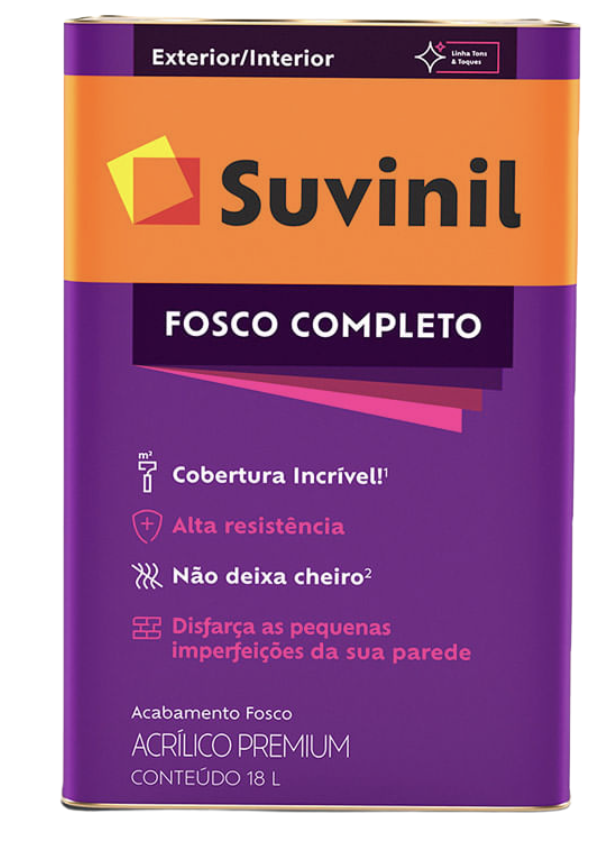 Exterior/Interior
Linha Tons
& Toques
Suvinil
FOSCO COMPLETO
m²
Cobertura Incrível!¹
Alta resistência
Não deixa cheiro²
Disfarça as pequenas
imperfeições da sua parede
Acabamento Fosco
ACRÍLICO PREMIUM
CONTEÚDO 18 L